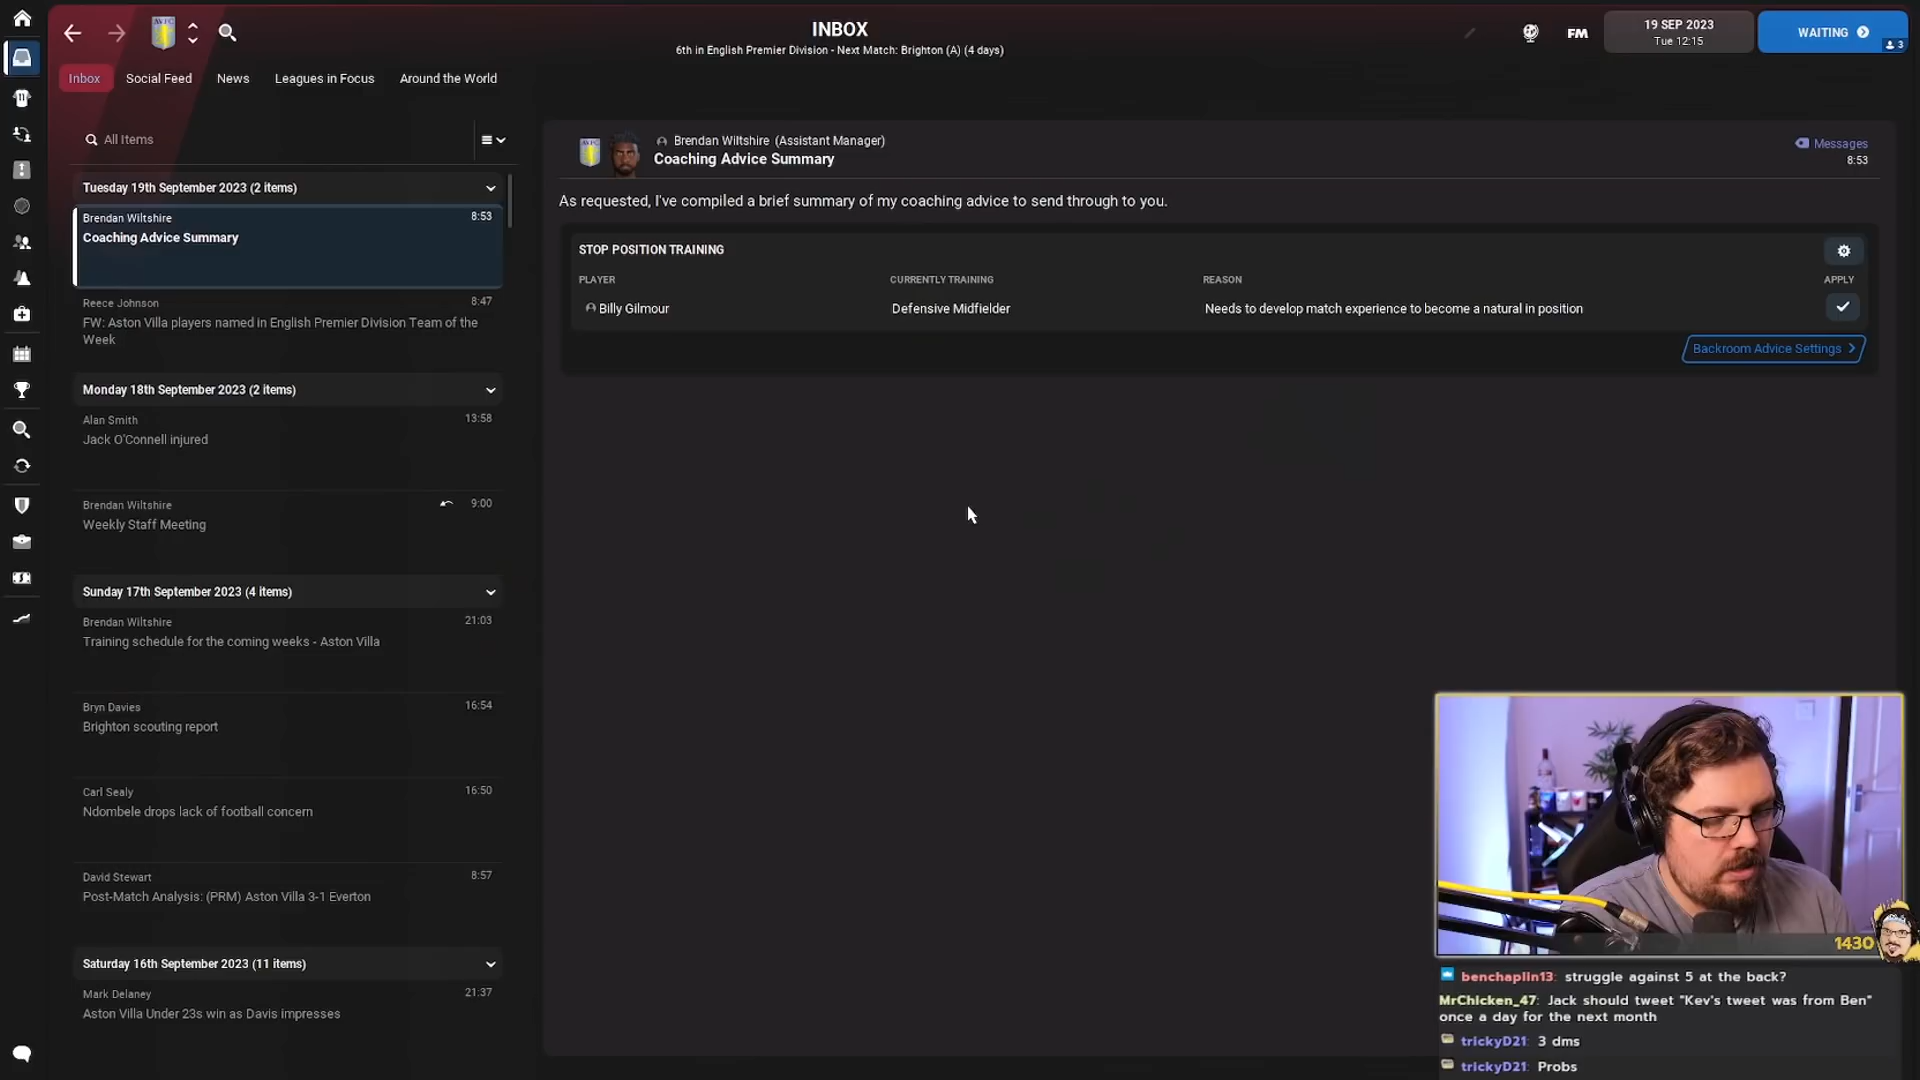 INBOX
6th in English Premier Division - Next Match: Brighton (A) (4 days)
FM
19 SEP 2023
Tue 12:15
WAITING
3
Inbox
Social Feed
News
Leagues in Focus
Around the World
All Items
Tuesday 19th September 2023 (2 items)
Brendan Wiltshire
8:53
Coaching Advice Summary
Reece Johnson
8:47
FW: Aston Villa players named in English Premier Division Team of the
Week
Monday 18th September 2023 (2 items)
Alan Smith
13:58
Jack O'Connell injured
Brendan Wiltshire
9:00
Weekly Staff Meeting
Sunday 17th September 2023 (4 items)
Brendan Wiltshire
21:03
Training schedule for the coming weeks - Aston Villa
Bryn Davies
16:54
Brighton scouting report
Carl Sealy
16:50
Ndombele drops lack of football concern
David Stewart
8:57
Post-Match Analysis: (PRM) Aston Villa 3-1 Everton
Saturday 16th September 2023 (11 items)
Mark Delaney
21:37
Aston Villa Under 23s win as Davis impresses
AVFC
Brendan Wiltshire (Assistant Manager)
Coaching Advice Summary
Messages
8:53
As requested, I've compiled a brief summary of my coaching advice to send through to you.
STOP POSITION TRAINING
PLAYER
CURRENTLY TRAINING
REASON
APPLY
Billy Gilmour
Defensive Midfielder
Needs to develop match experience to become a natural in position
Backroom Advice Settings
1430
benchaplin13: struggle against 5 at the back?
MrChicken_47: Jack should tweet "Kev's tweet was from Ben"
once a day for the next month
trickyD21: 3 dms
trickyD21: Probs